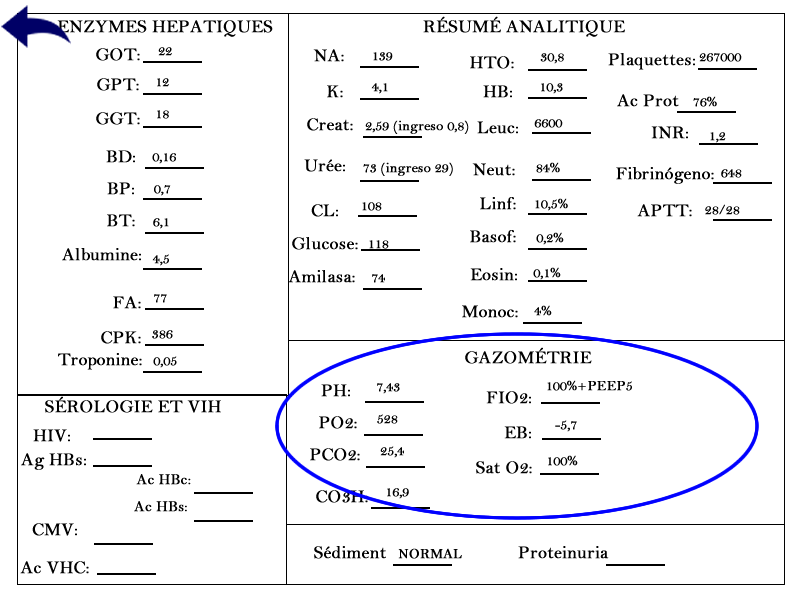 ENZYMES HEPATIQUES
GOT: 22
GPT: 12
GGT: 18
BD: 0,16
BP: 0,7
BT: 6,1
Albumine: 4,5
FA: 77
CPK: 386
Troponine: 0,05
RÉSUMÉ ANALITIQUE
NA: 139 HTO: 30,8 Plaquettes: 267000
K: 4,1 HB: 10,3 Ac Prot 76%
Creat: 2,59 (ingreso 0,8) Leuc: 6600 INR: 1,2
Urée: 73 (ingreso 29) Neut: 84% Fibrinógeno: 648
CL: 108 Linf: 10,5% APTT: 28/28
Glucose: 118 Basof: 0,2%
Amilasa: 74 Eosin: 0,1%
Monoc: 4%
GAZOMÉTRIE
PH: 7,43 FIO2: 100%+PEEP5
PO2: 528 EB: -5,7
PCO2: 25,4 Sat O2: 100%
CO3H: 16,9
SÉROLOGIE ET VIH
HIV:
Ag HBs:
Ac HBc:
Ac HBs:
CMV:
Ac VHC:
Sédiment NORMAL Proteinuria